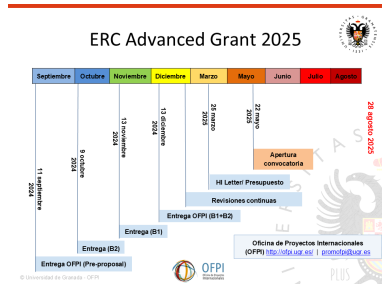 ERC Advanced Grant 2025
Septiembre Octubre Noviembre Diciembre Marzo Mayo Junio Julio Agosto
11 septiembre 2024
9 octubre 2024
13 noviembre 2024
13 diciembre 2024
25 marzo 2025
22 mayo 2025
28 agosto 2025
Apertura
convocatoria
HI Letter/ Presupuesto
Revisiones continuas
Entrega OFPI (B1+B2)
Entrega (B1)
Entrega (B2)
Entrega OFPI (Pre-proposal)
Oficina de Proyectos Internacionales
(OFPI) http://ofpi.ugr.es/ | promofpi@ugr.es
OFPI
© Universidad de Granada - OFPI
PLUS